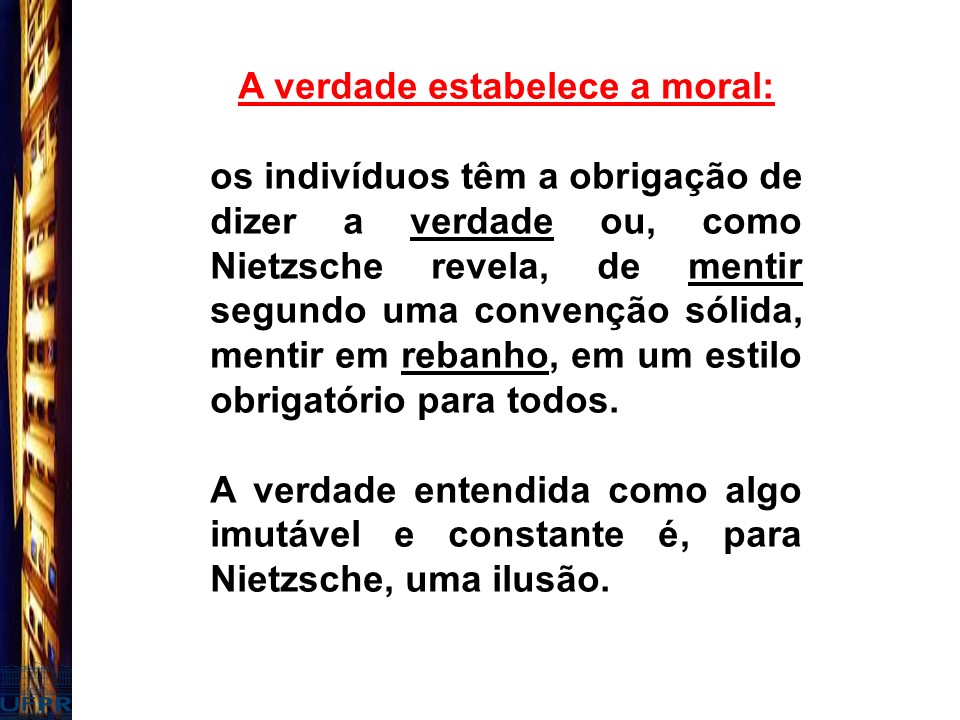 A verdade estabelece a moral:
os indivíduos têm a obrigação de
dizer a verdade ou, como
Nietzsche revela, de mentir
segundo uma convenção sólida,
mentir em rebanho, em um estilo
obrigatório para todos.
A verdade entendida como algo
imutável e constante é, para
Nietzsche, uma ilusão.
UFPR